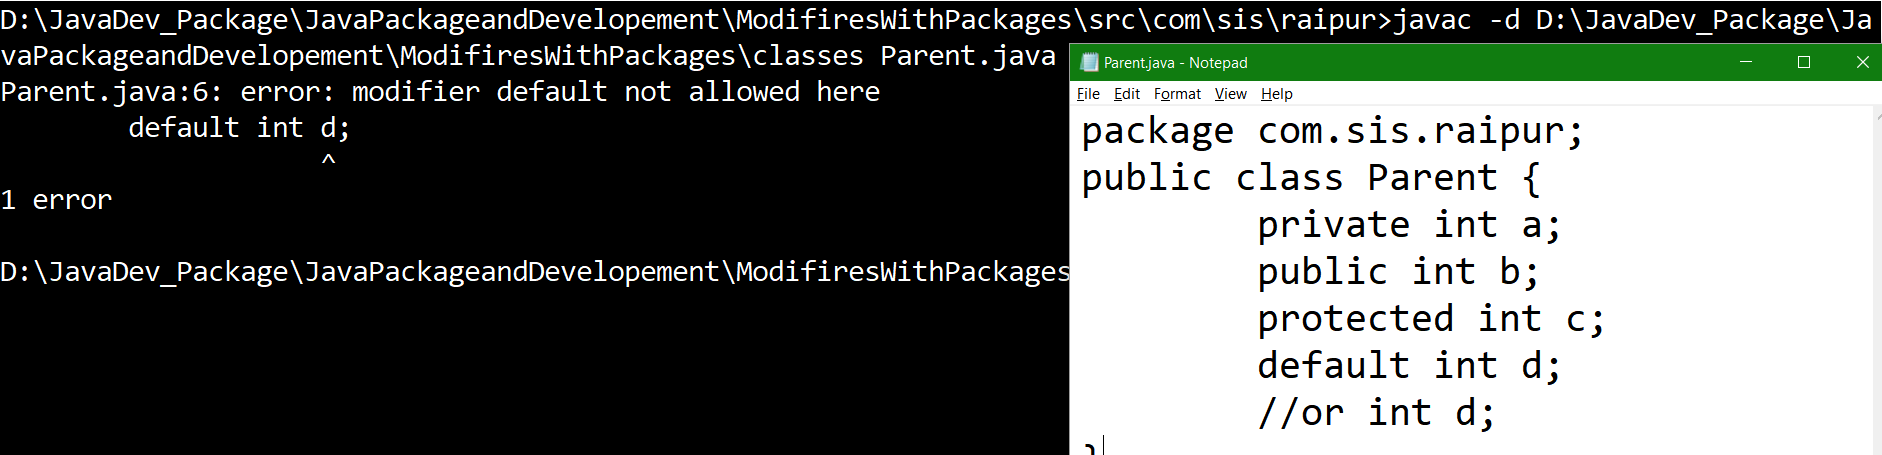 D:\JavaDev_Package\JavaPackageandDevelopement\ModifiresWithPackages\src\com\sis\raipur>javac -d D:\JavaDev_Package\Ja
vaPackageandDevelopement\ModifiresWithPackages\classes Parent.java
Parent.java:6: error: modifier default not allowed here
default int d;
^
1 error
D:\JavaDev_Package\JavaPackageandDevelopement\ModifiresWithPackages
Parent.java - Notepad
File Edit Format View Help
package com.sis.raipur;
public class Parent {
private int a;
public int b;
protected int c;
default int d;
//or int d;
}